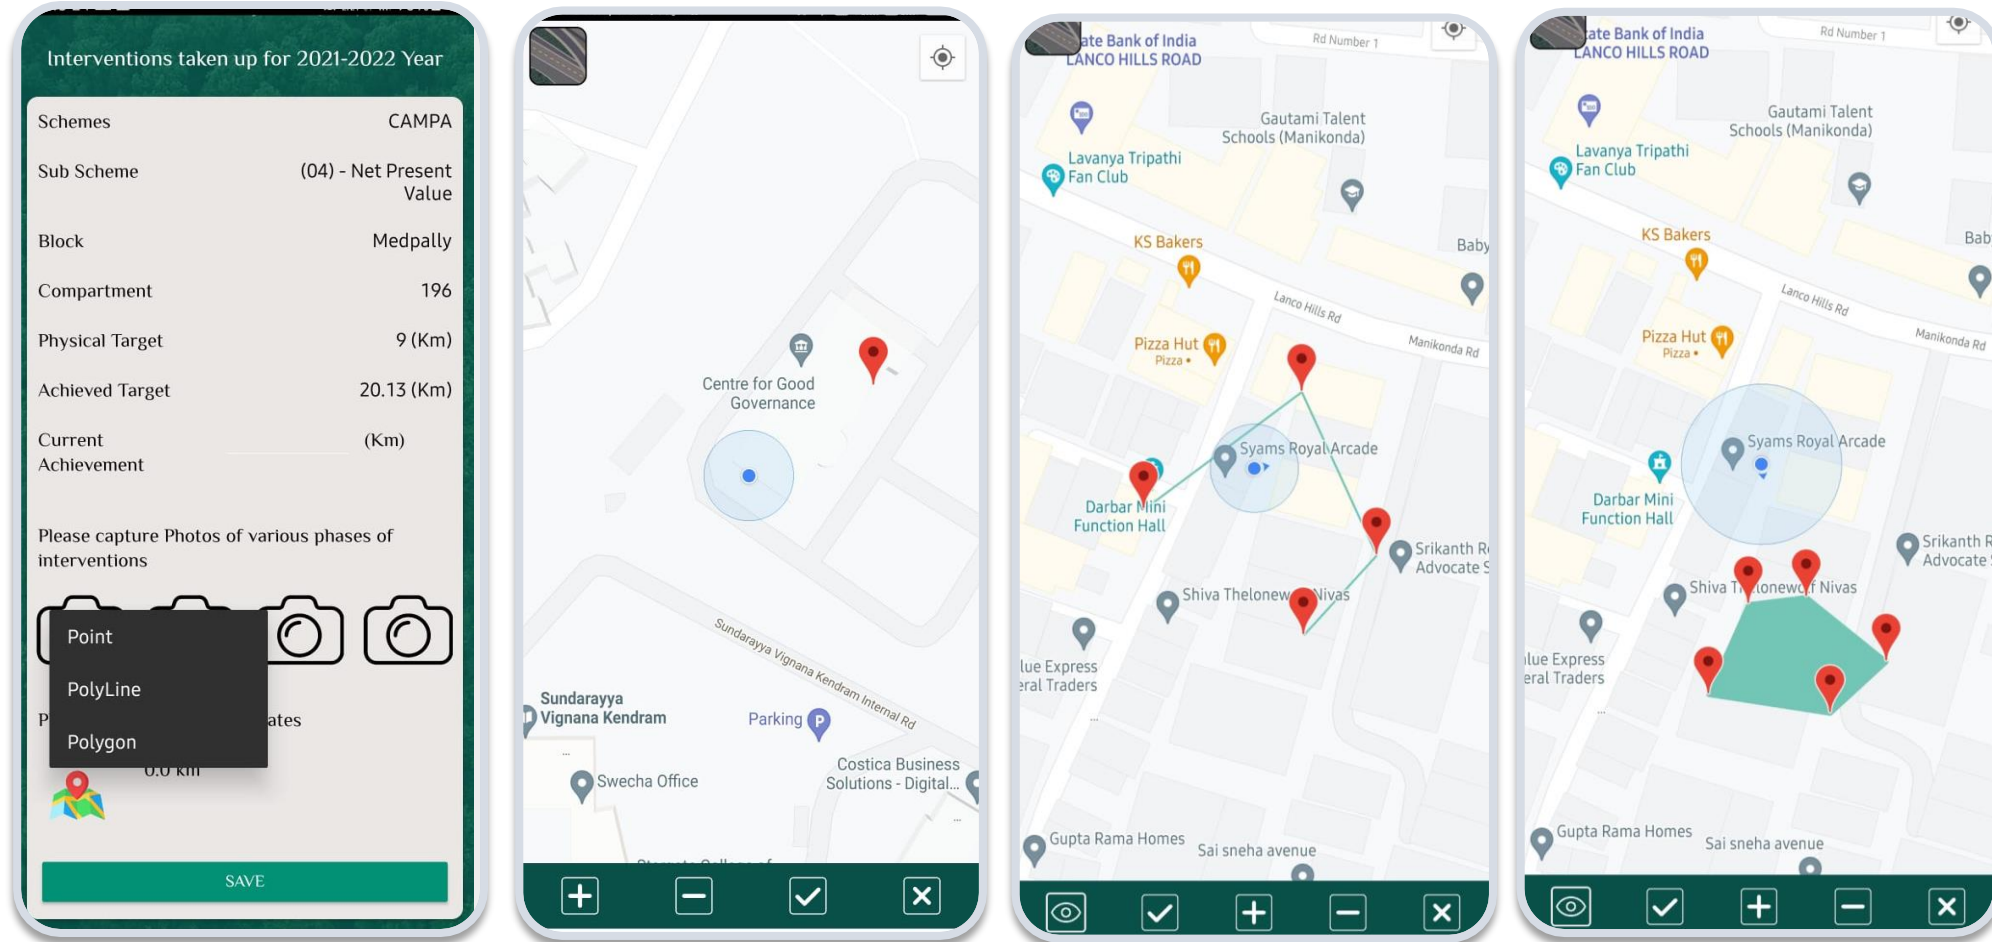 Interventions taken up for 2021-2022 Year
Schemes CAMPA
Sub Scheme (04) - Net Present
Value
Block Medpally
Compartment 196
Physical Target 9 (Km)
Achieved Target 20.13 (Km)
Current (Km)
Achievement
Please capture Photos of various phases of
interventions
Point
PolyLine
P ates
Polygon
0.0 km
SAVE
Centre for Good
Governance
Sundarayya Vignana Kendram Internal Rd
Sundarayya
Vignana Kendram
Parking P
Costica Business
Solutions - Digital...
Swecha Office
ate Bank of India
LANCO HILLS ROAD
Rd Number 1
Gautami Talent
Schools (Manikonda)
Lavanya Tripathi
Fan Club
KS Bakers
Baby
Lanco Hills Rd
Pizza Hut
Pizza •
Manikonda Rd
Syams Royal Arcade
Darbar Mini
Function Hall
Srikanth R
Advocate S
Shiva Thelonew Nivas
lue Express
eral Traders
Gupta Rama Homes
Sai sneha avenue
ate Bank of India
LANCO HILLS ROAD
Rd Number 1
Gautami Talent
Schools (Manikonda)
Lavanya Tripathi
Fan Club
KS Bakers
Bab
Lanco Hills Rd
Pizza Hut
Pizza •
Manikonda Rd
Syams Royal Arcade
Darbar Mini
Function Hall
Srikanth R
Advocate
Shiva T lonewolf Nivas
lue Express
eral Traders
Gupta Rama Homes
Sai sneha avenue